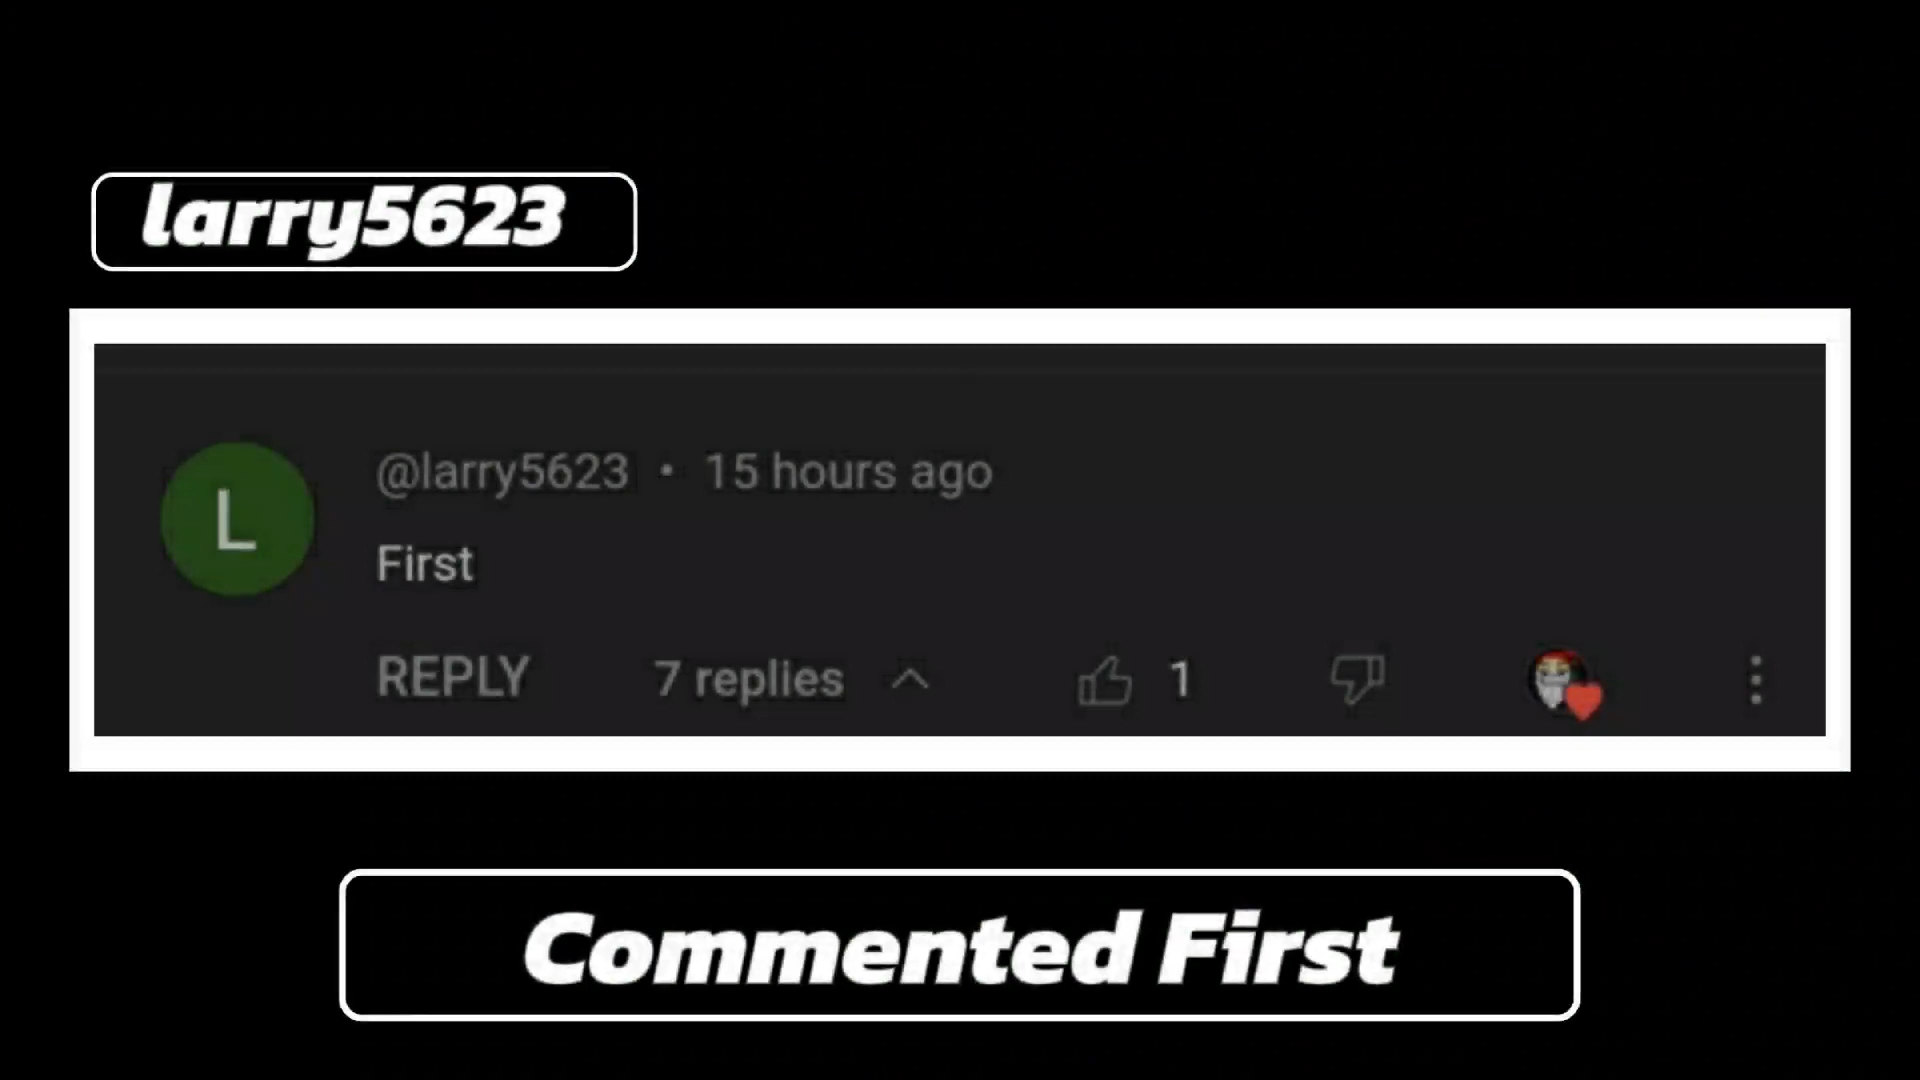 larry5623
@larry5623 • 15 hours ago
L
First
REPLY 7 replies 1
Commented First